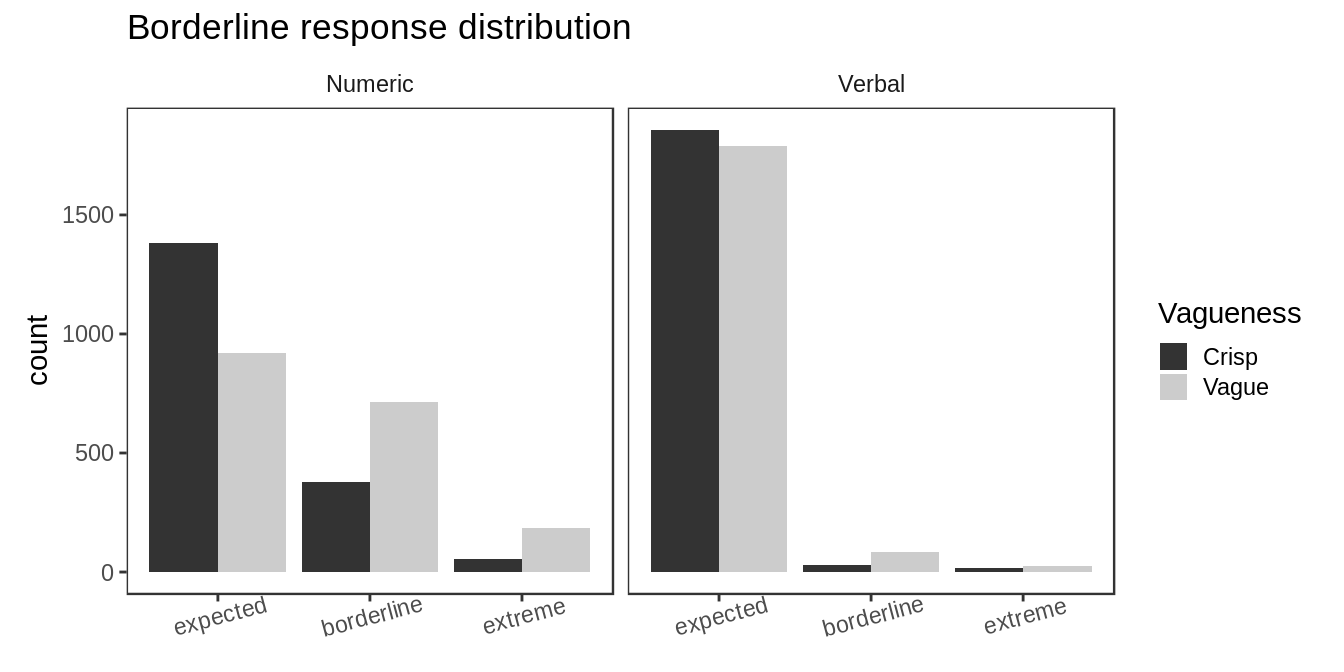 Borderline response distribution
Numeric
Verbal
count
1500
1000
500
0
expected
borderline
extreme
expected
borderline
extreme
Vagueness
Crisp
Vague